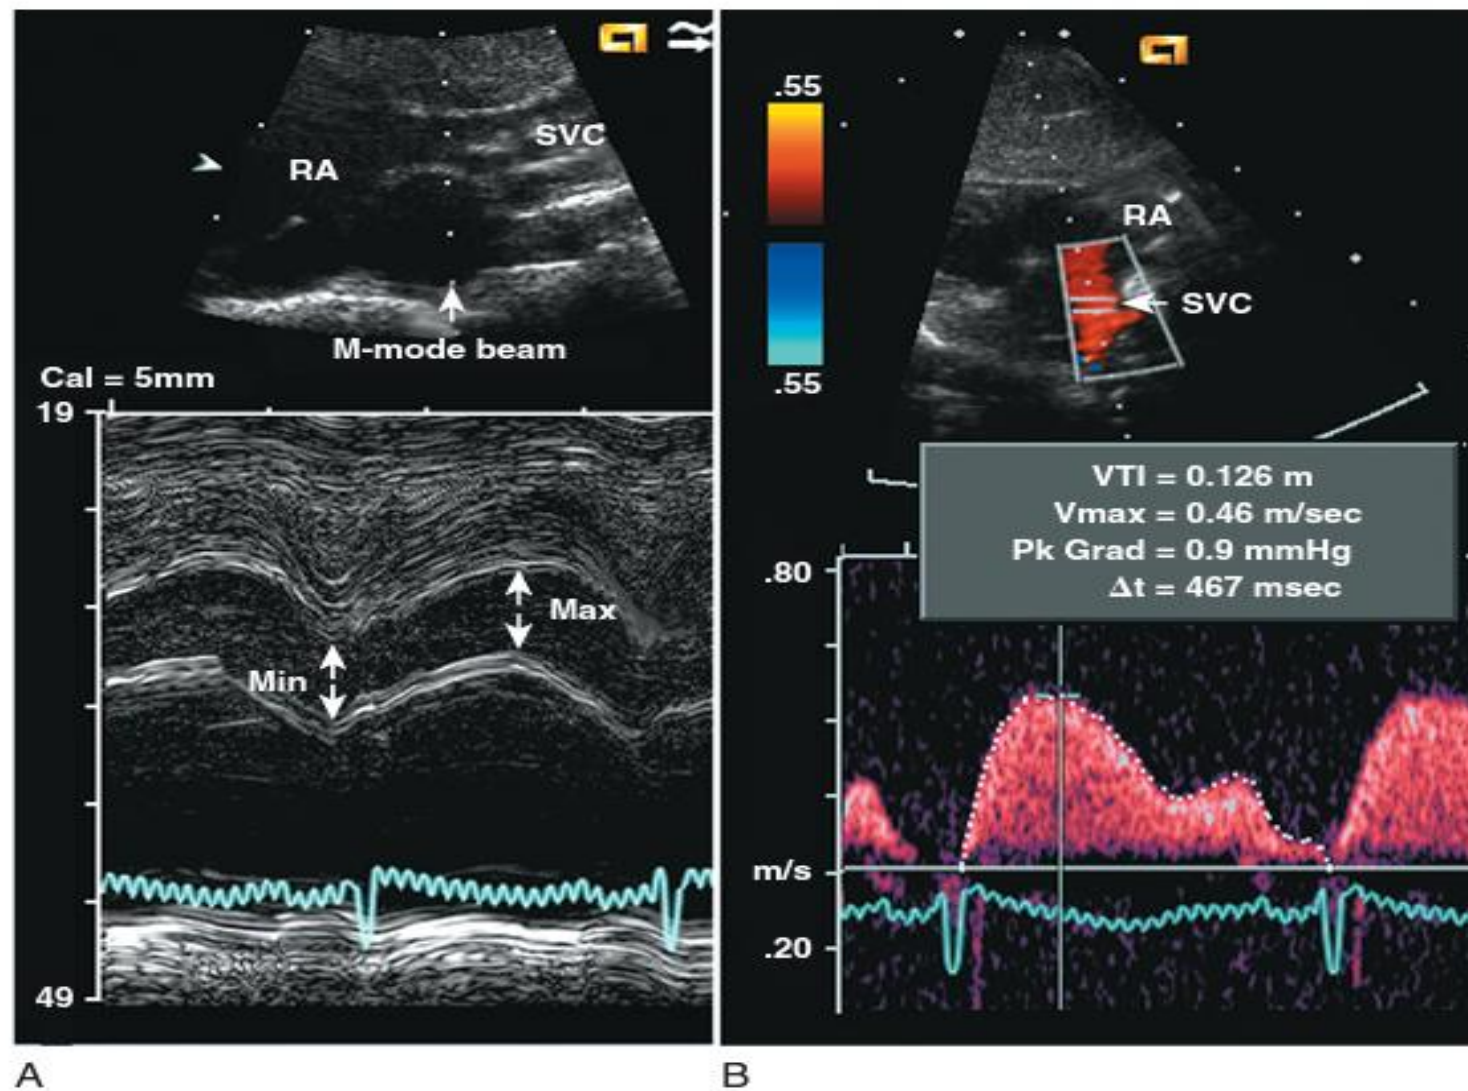 RA
SVC
M-mode beam
Cal = 5mm
19
Max
Min
49
A
.55
.55
RA
SVC
VTI = 0.126 m
Vmax = 0.46 m/sec
Pk Grad = 0.9 mmHg
Δt = 467 msec
.80
m/s
.20
B